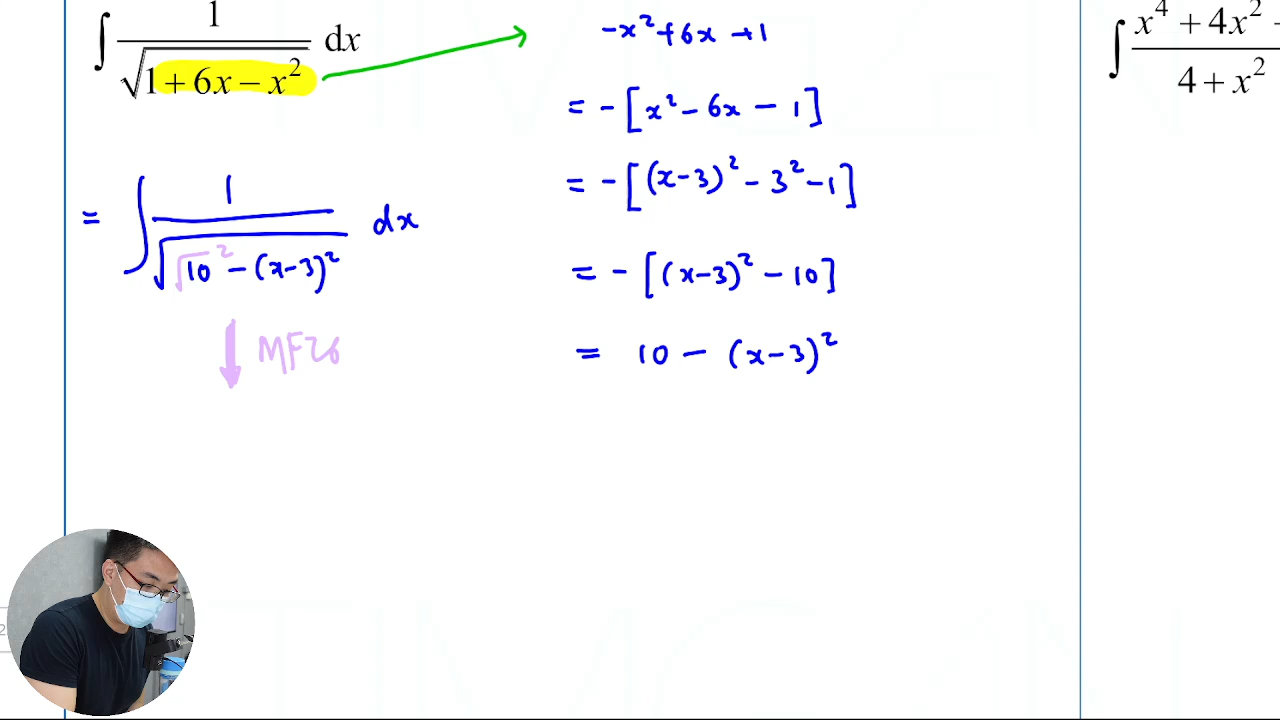 ∫ 1/√(1 + 6x − x²) dx
= ∫ 1/√(√10² − (x−3)²) dx
MF26
−x² + 6x + 1
= −[x² − 6x − 1]
= −[(x−3)² − 3² − 1]
= −[(x−3)² − 10]
= 10 − (x−3)²
∫ x⁴ + 4x² / 4 + x²
2